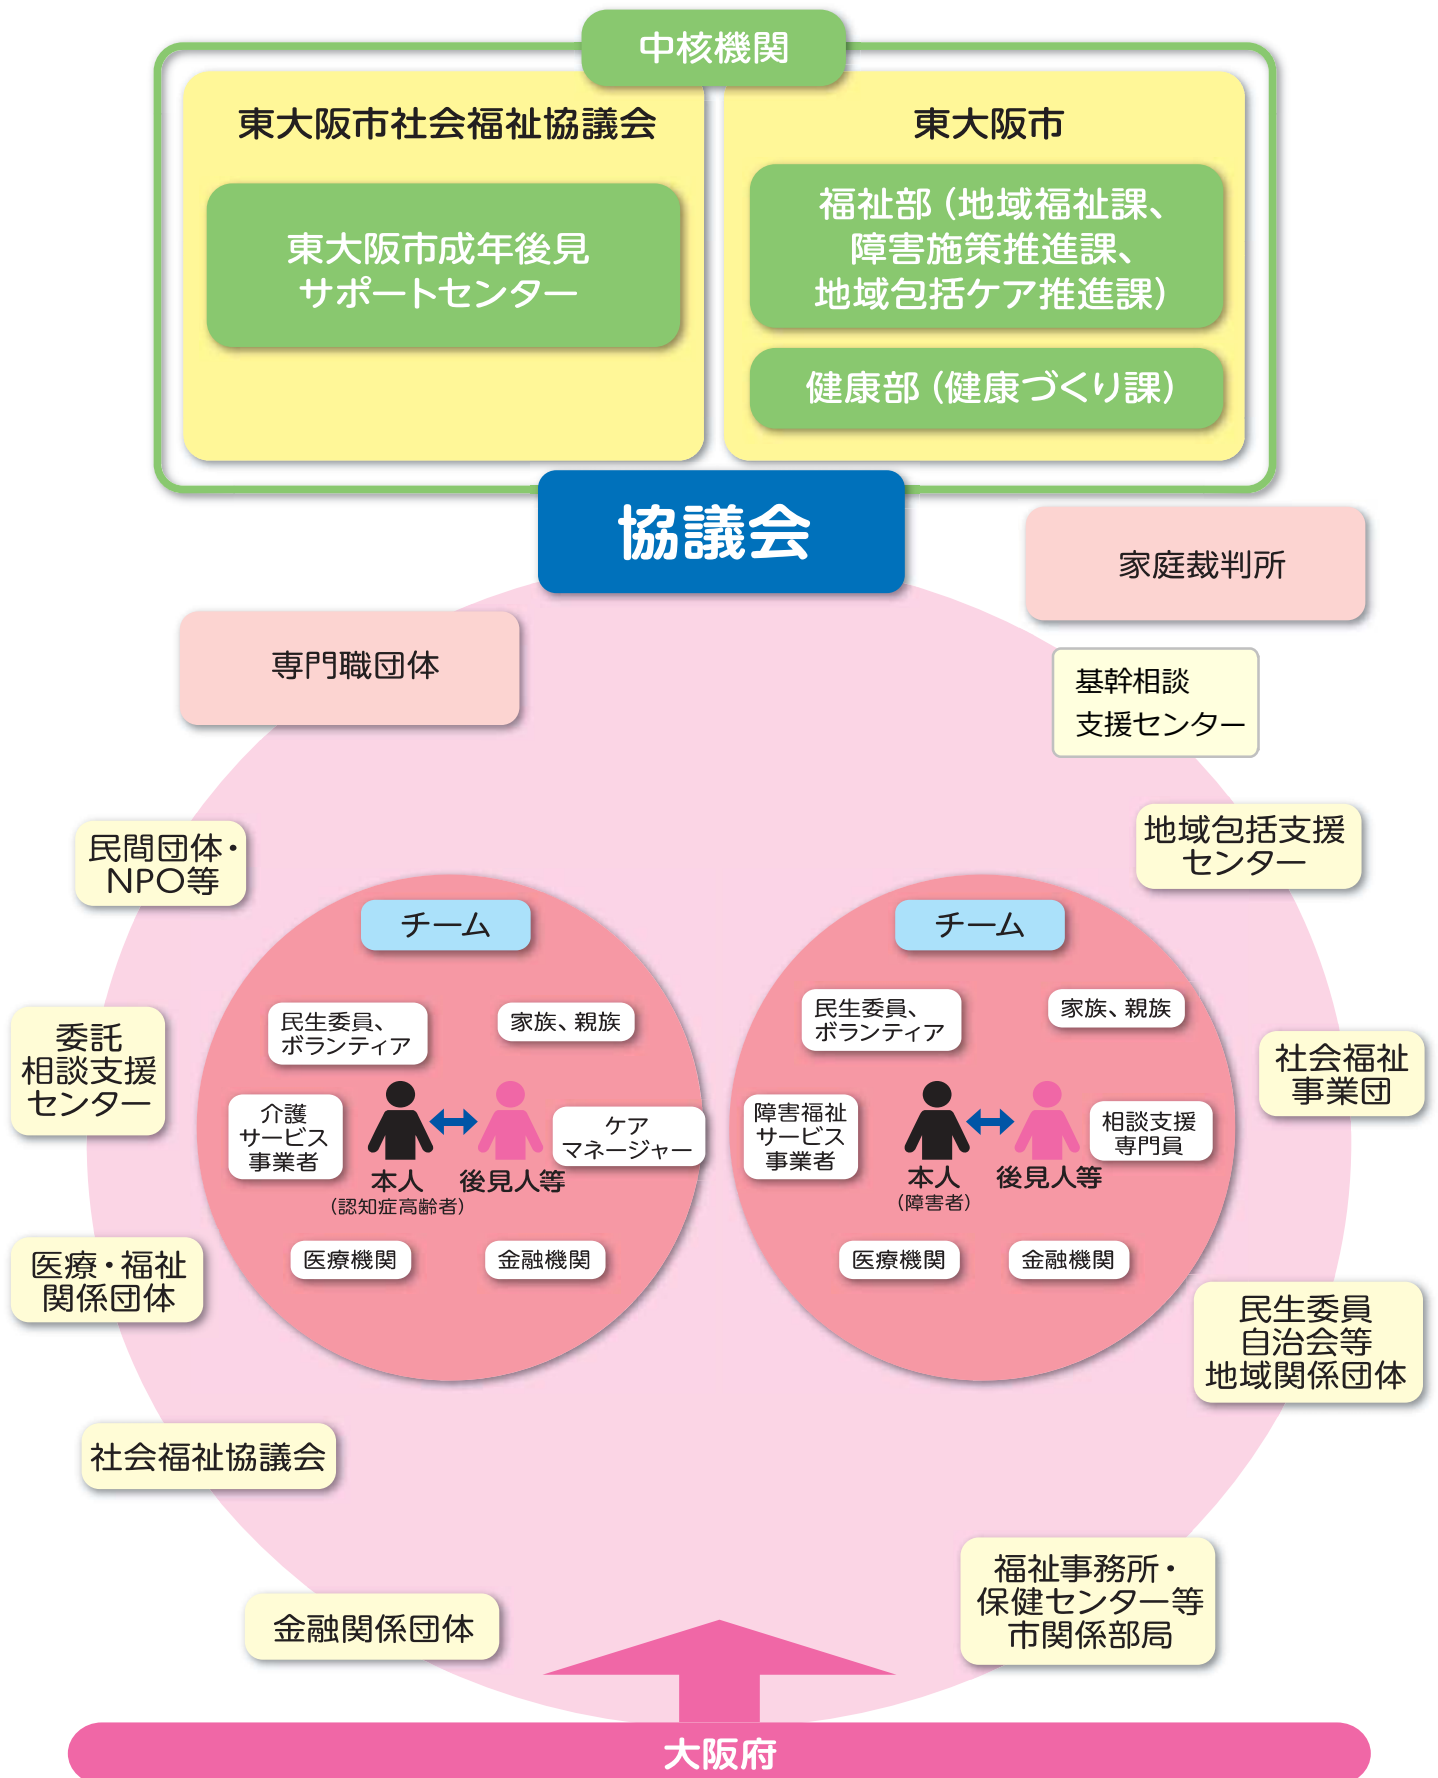 中核機関
東大阪市社会福祉協議会
東大阪市成年後見
サポートセンター
東大阪市
福祉部（地域福祉課、
障害施策推進課、
地域包括ケア推進課）
健康部（健康づくり課）
協議会
家庭裁判所
専門職団体
基幹相談
支援センター
地域包括支援
センター
民間団体・
NPO等
委託
相談支援
センター
社会福祉
事業団
医療・福祉
関係団体
民生委員
自治会等
地域関係団体
社会福祉協議会
福祉事務所・
保健センター等
市関係部局
金融関係団体
チーム
民生委員、
ボランティア
家族、親族
介護
サービス
事業者
ケア
マネージャー
本人
（認知症高齢者）
後見人等
医療機関
金融機関
チーム
民生委員、
ボランティア
家族、親族
障害福祉
サービス
事業者
相談支援
専門員
本人
（障害者）
後見人等
医療機関
金融機関
大阪府